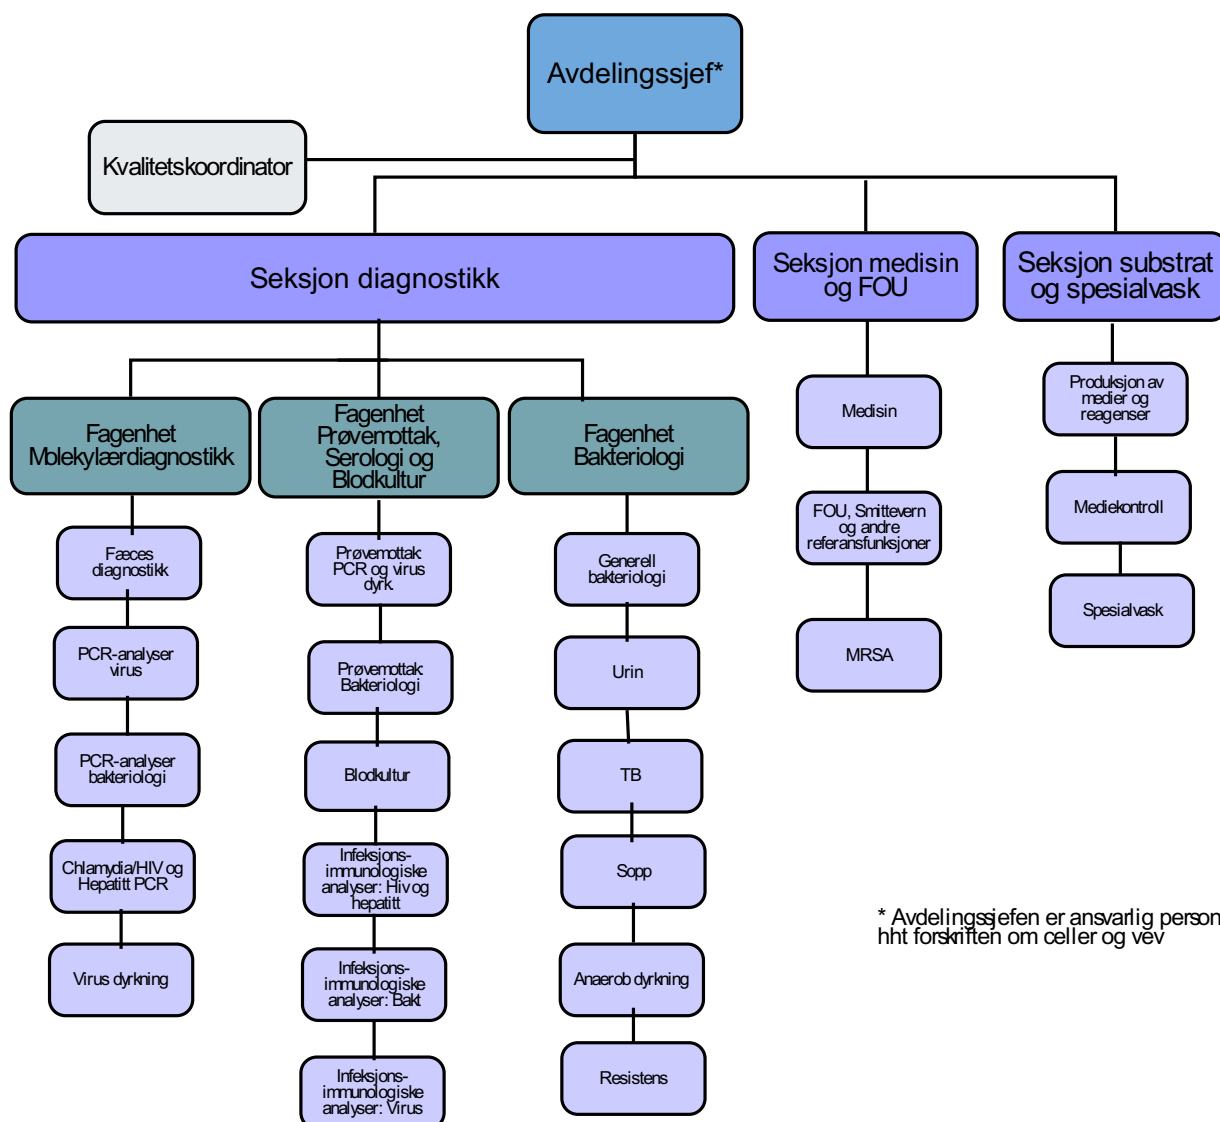 Avdelingssjef*
Kvalitetskoordinator
Seksjon diagnostikk
Seksjon medisin
og FOU
Seksjon substrat
og spesialvask
Fagenhet
Molekylærdiagnostikk
Fagenhet
Prøvemottak,
Serologi og
Blodkultur
Fagenhet
Bakteriologi
Fæces
diagnostikk
PCR-analyser
virus
PCR-analyser
bakteriologi
Chlamydia/HIV og
Hepatitt PCR
Virus dyrkning
Prøvemottak:
PCR og virus
dyrk.
Prøvemottak:
Bakteriologi
Blodkultur
Infeksjons-
immunologiske
analyser: Hiv og
hepatitt
Infeksjons-
immunologiske
analyser: Bakt
Infeksjons-
immunologiske
analyser: Virus
Generell
bakteriologi
Urin
TB
Sopp
Anaerob dyrkning
Resistens
Medisin
FOU, Smittevern
og andre
referansfunksjoner
MRSA
Produksjon av
medier og
reagenser
Mediekontroll
Spesialvask
* Avdelingssjefen er ansvarlig person
hht forskriften om celler og vev